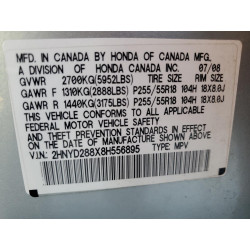 MFD. IN CANADA BY HONDA OF CANADA MFG.,
A DIVISION OF HONDA CANADA INC. 07/08
GVWR 2700KG(5952LBS) TIRE SIZE RIM SIZE
GAWR F 1310KG(2888LBS) P255/55R18 104H 18X8.0J
GAWR R 1440KG(3175LBS) P255/55R18 104H 18X8.0J
THIS VEHICLE CONFORMS TO ALL APPLICABLE
FEDERAL MOTOR VEHICLE SAFETY STANDARDS IN EFFECT
ON THE DATE OF MANUFACTURE SHOWN ABOVE.
V.I.N: 2HNYD288X8H556895 TYPE: MPV